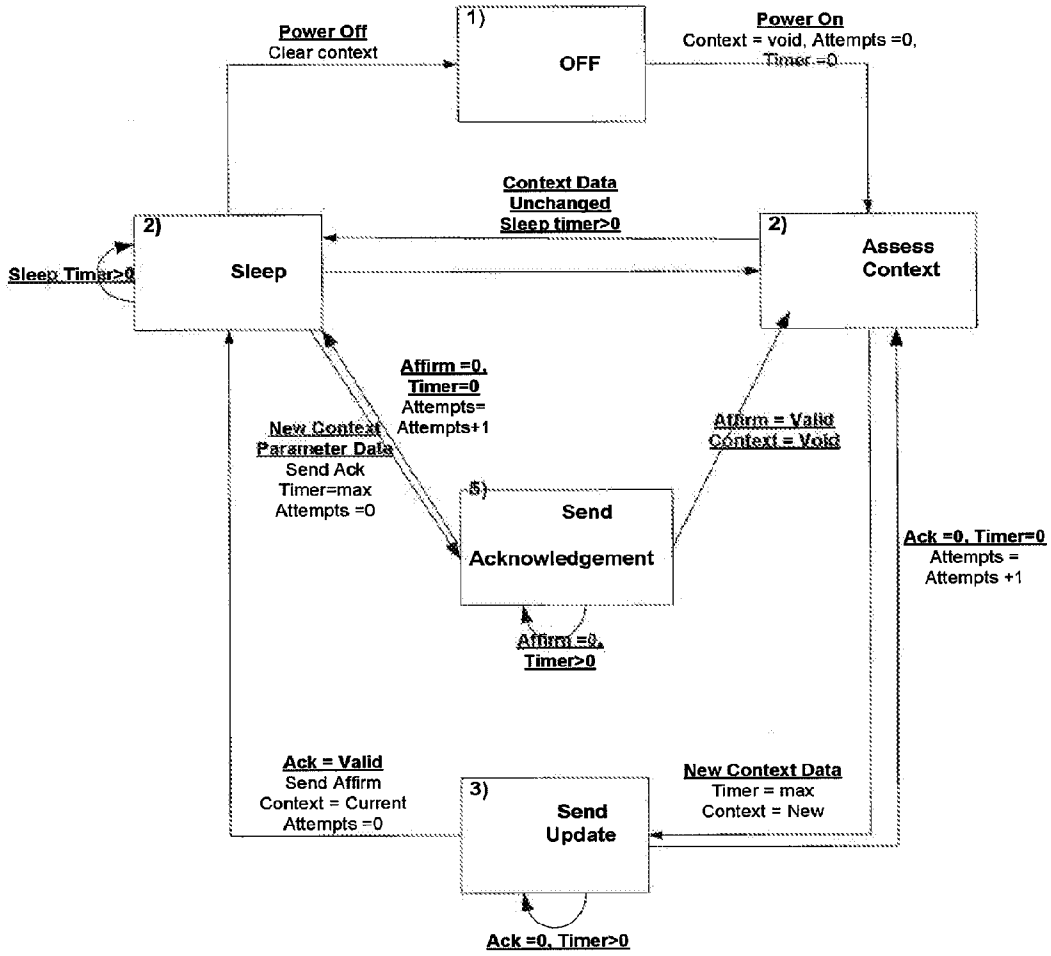 1)
OFF
Power Off
Clear context
Power On
Context = void, Attempts =0,
Timer =0
Context Data
Unchanged
Sleep timer>0
2)
Sleep
Sleep Timer>0
2)
Assess
Context
Affirm =0,
Timer=0
Attempts=
Attempts+1
New Context
Parameter Data
Send Ack
Timer=max
Attempts =0
Affirm = Valid
Context = Void
5)
Send
Acknowledgement
Affirm =0,
Timer>0
Ack =0, Timer=0
Attempts =
Attempts +1
Ack = Valid
Send Affirm
Context = Current
Attempts =0
New Context Data
Timer = max
Context = New
3)
Send
Update
Ack =0, Timer>0